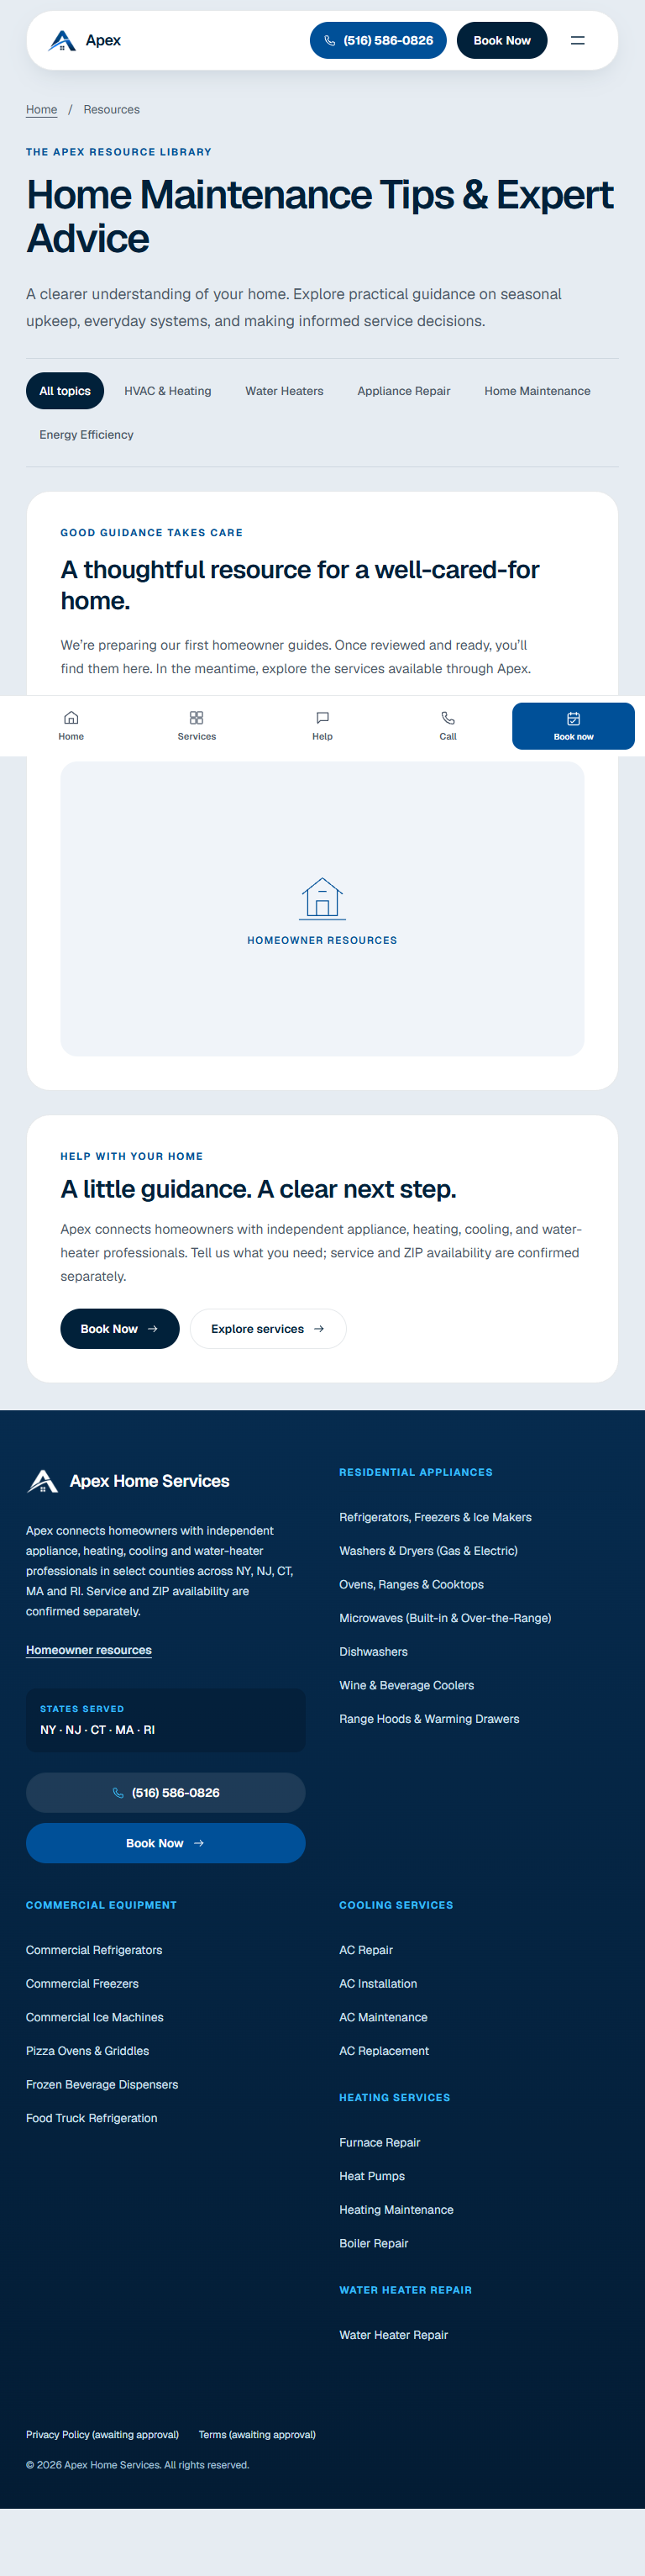 Apex
(516) 586-0826
Book Now
Home / Resources
THE APEX RESOURCE LIBRARY
Home Maintenance Tips & Expert
Advice
A clearer understanding of your home. Explore practical guidance on seasonal
upkeep, everyday systems, and making informed service decisions.
All topics
HVAC & Heating
Water Heaters
Appliance Repair
Home Maintenance
Energy Efficiency
GOOD GUIDANCE TAKES CARE
A thoughtful resource for a well-cared-for
home.
We’re preparing our first homeowner guides. Once reviewed and ready, you’ll
find them here. In the meantime, explore the services available through Apex.
Home
Services
Help
Call
Book now
HOMEOWNER RESOURCES
HELP WITH YOUR HOME
A little guidance. A clear next step.
Apex connects homeowners with independent appliance, heating, cooling, and water-
heater professionals. Tell us what you need; service and ZIP availability are confirmed
separately.
Book Now
Explore services
Apex Home Services
Apex connects homeowners with independent
appliance, heating, cooling and water-heater
professionals in select counties across NY, NJ, CT,
MA and RI. Service and ZIP availability are
confirmed separately.
Homeowner resources
STATES SERVED
NY · NJ · CT · MA · RI
(516) 586-0826
Book Now
RESIDENTIAL APPLIANCES
Refrigerators, Freezers & Ice Makers
Washers & Dryers (Gas & Electric)
Ovens, Ranges & Cooktops
Microwaves (Built-in & Over-the-Range)
Dishwashers
Wine & Beverage Coolers
Range Hoods & Warming Drawers
COMMERCIAL EQUIPMENT
Commercial Refrigerators
Commercial Freezers
Commercial Ice Machines
Pizza Ovens & Griddles
Frozen Beverage Dispensers
Food Truck Refrigeration
COOLING SERVICES
AC Repair
AC Installation
AC Maintenance
AC Replacement
HEATING SERVICES
Furnace Repair
Heat Pumps
Heating Maintenance
Boiler Repair
WATER HEATER REPAIR
Water Heater Repair
Privacy Policy (awaiting approval)
Terms (awaiting approval)
© 2026 Apex Home Services. All rights reserved.